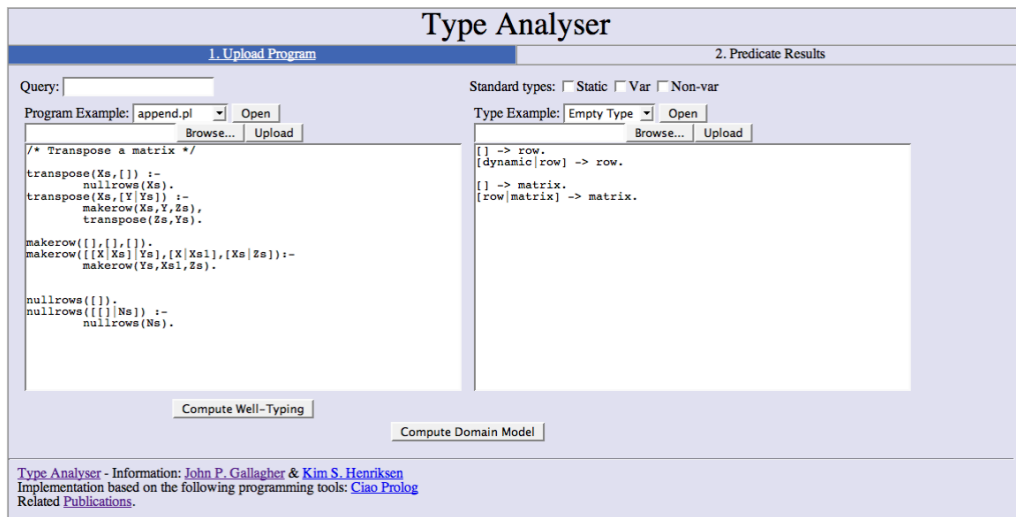 Type Analyser
1. Upload Program
2. Predicate Results
Query:
Standard types: Static Var Non-var
Program Example: append.pl Open
Browse... Upload
/* Transpose a matrix */
transpose(Xs,[]) :-
nullrows(Xs).
transpose(Xs,[Y|Ys]) :-
makerow(Xs,Y,Zs),
transpose(Zs,Ys).
makerow([],[],[]).
makerow([[X|Xs]|Ys],[X|Xs1],[Xs|Zs]):-
makerow(Ys,Xs1,Zs).
nullrows([]).
nullrows([[]|Ns]) :-
nullrows(Ns).
Type Example: Empty Type Open
Browse... Upload
[] -> row.
[dynamic|row] -> row.
[] -> matrix.
[row|matrix] -> matrix.
Compute Well-Typing
Compute Domain Model
Type Analyser - Information: John P. Gallagher & Kim S. Henriksen
Implementation based on the following programming tools: Ciao Prolog
Related Publications.